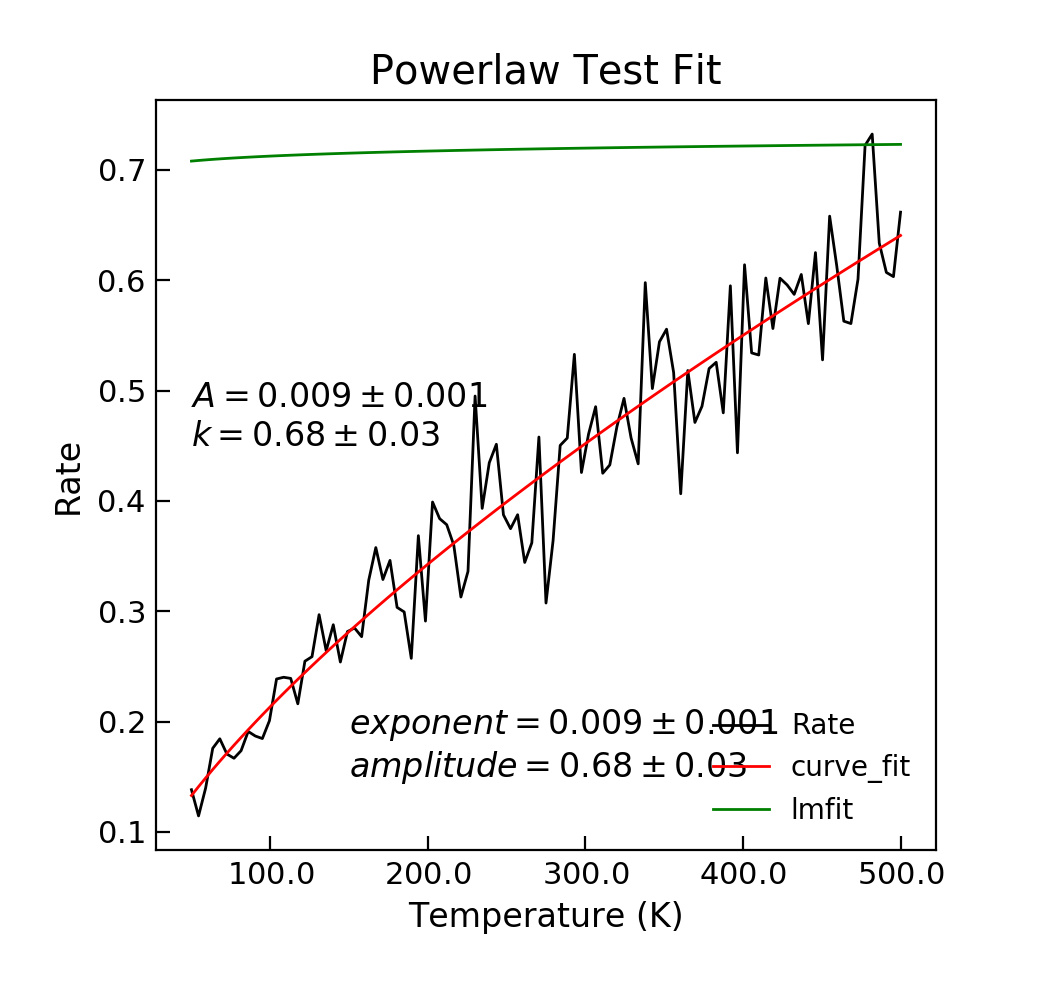 Powerlaw Test Fit
0.7
0.6
0.5
0.4
0.3
0.2
0.1
Rate
A = 0.009 ± 0.001
k = 0.68 ± 0.03
exponent = 0.009 ± 0.001
amplitude = 0.68 ± 0.03
Rate
curve_fit
lmfit
100.0 200.0 300.0 400.0 500.0
Temperature (K)